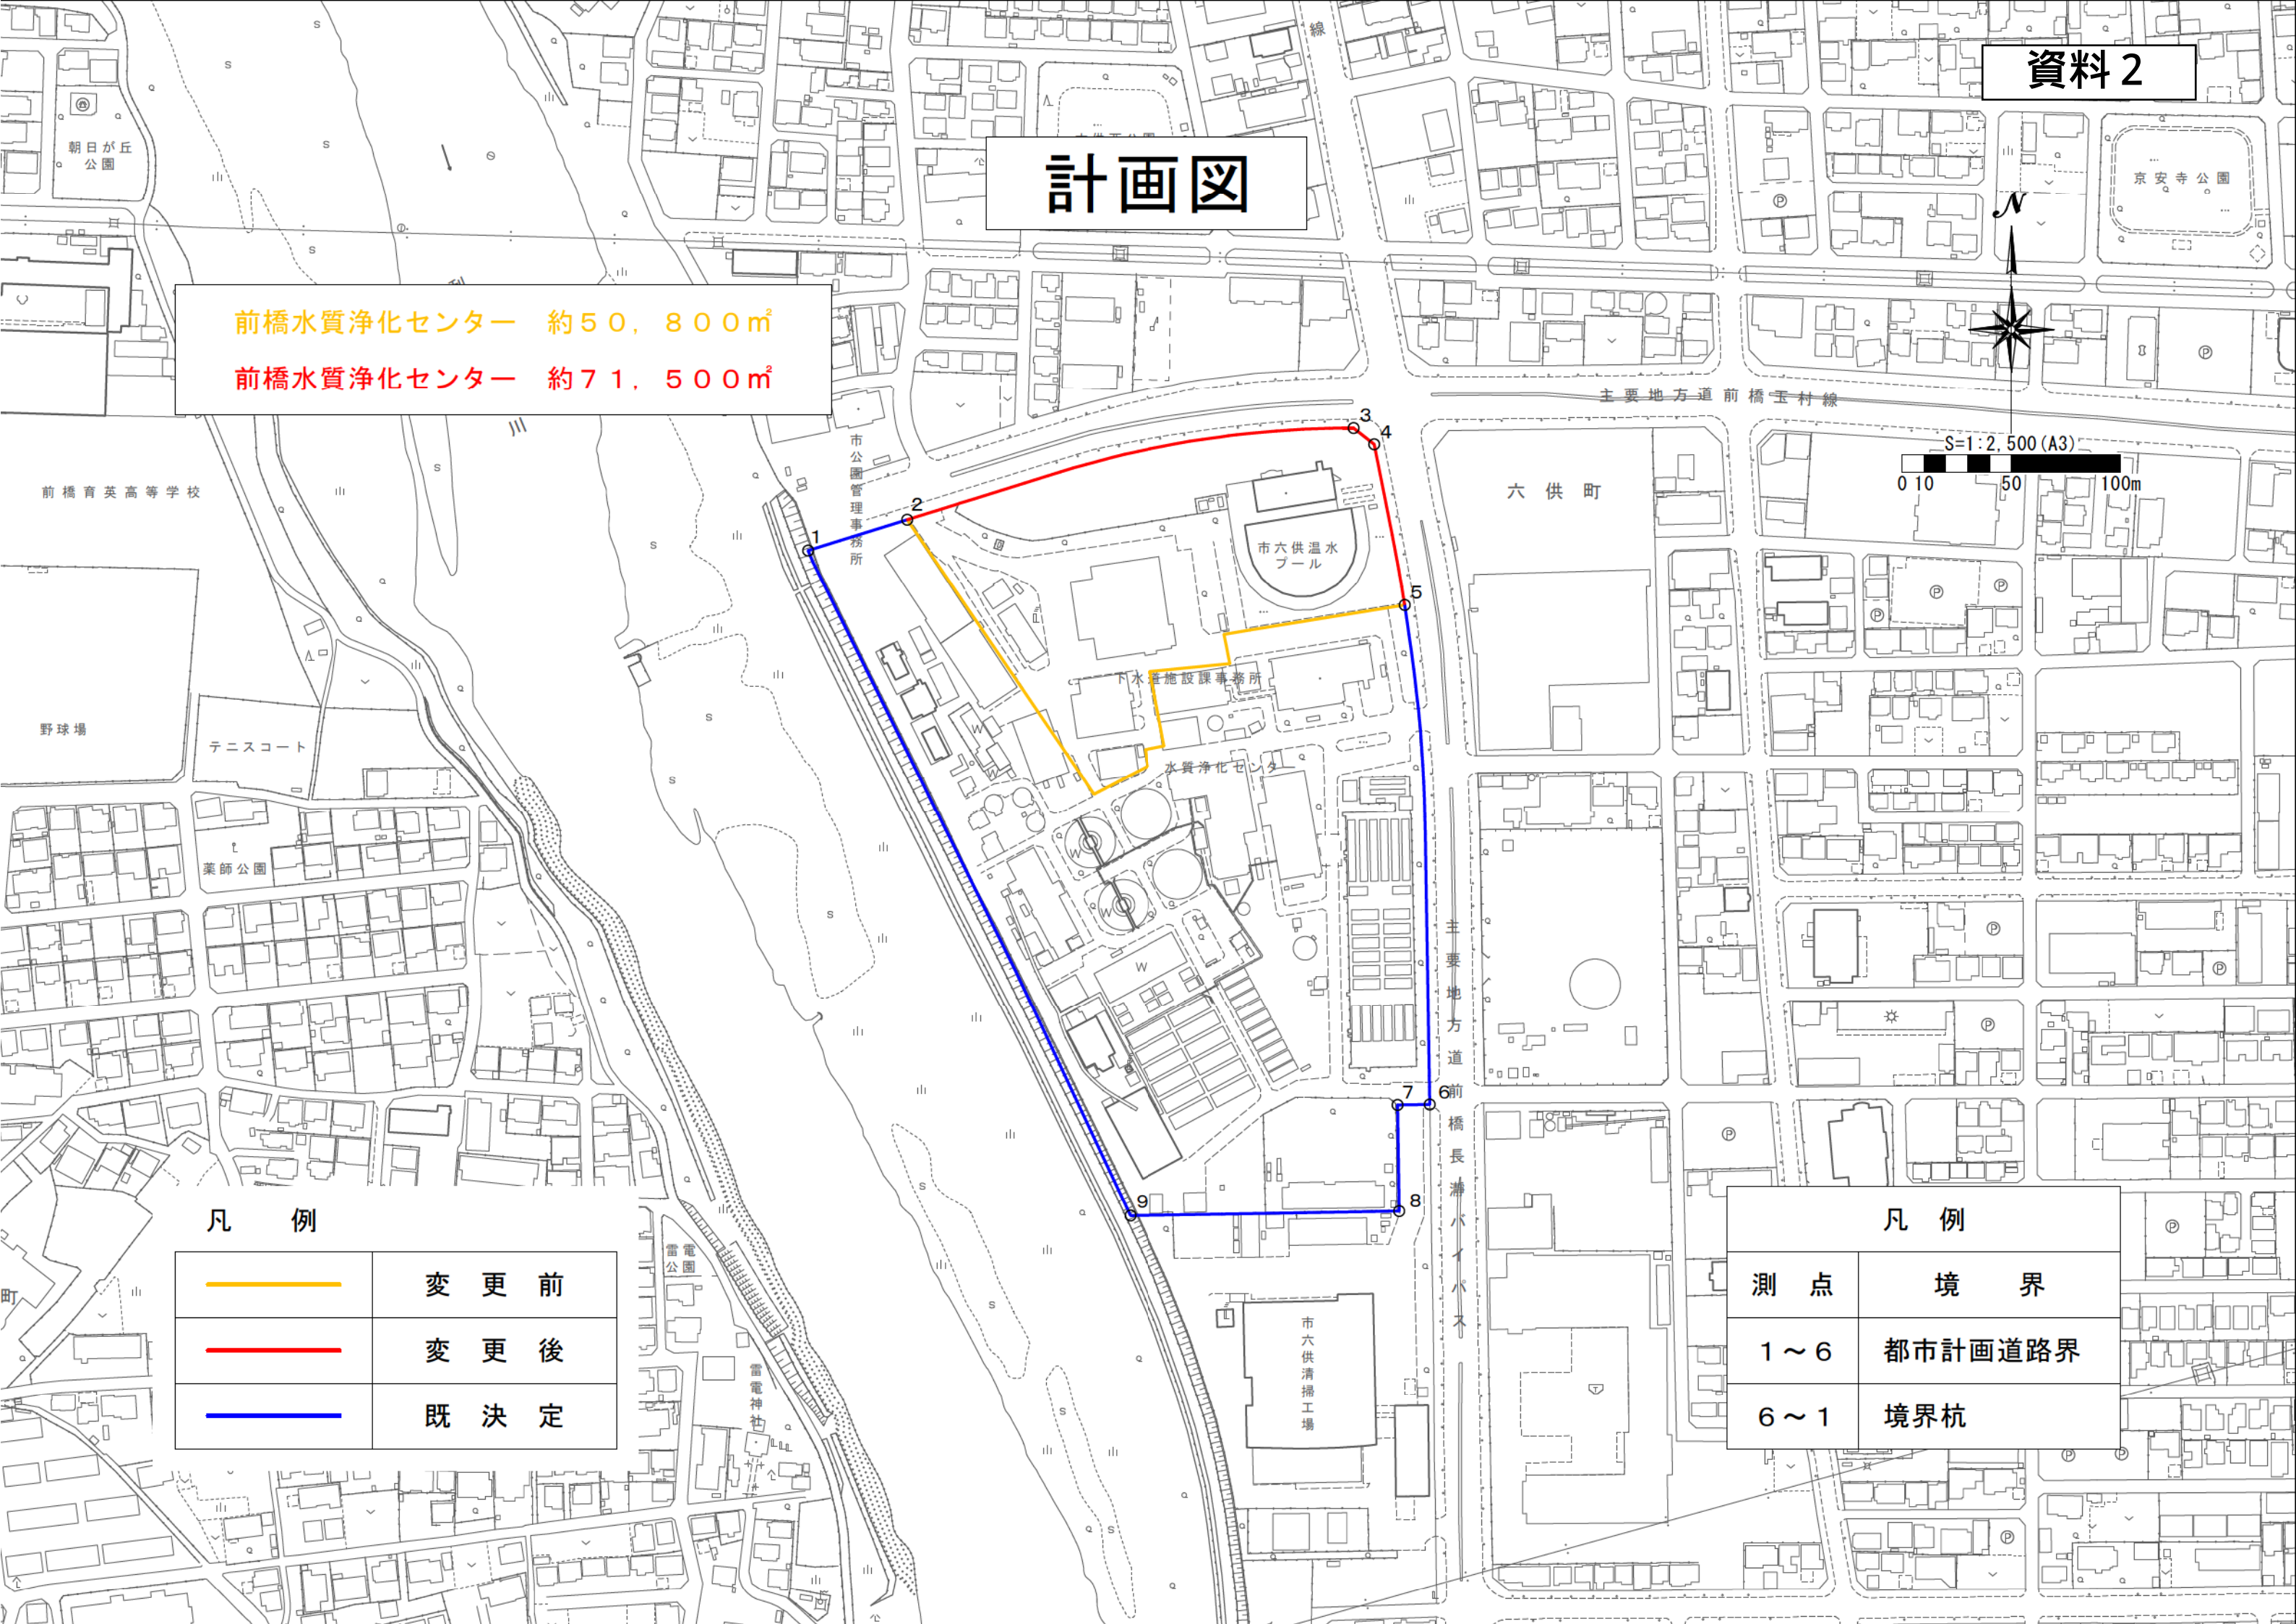 資料２
計画図
前橋水質浄化センター　約５０，８００㎡
前橋水質浄化センター　約７１，５００㎡
朝日が丘
公園
京安寺公園
N
線
川
主要地方道前橋玉村線
S=1:2,500(A3)
0 10 50 100m
前橋育英高等学校
市公園管理事務所
六供町
市六供温水
プール
下水道施設課事務所
水質浄化センター
1
2
3
4
5
6
7
8
9
野球場
テニスコート
薬師公園
主要地方道前橋長瀞バイパス
雷電
公園
雷電神社
市六供清掃工場
町
凡　例
変　更　前
変　更　後
既　決　定
凡　例
測　点　境　界
１～６　都市計画道路界
６～１　境界杭